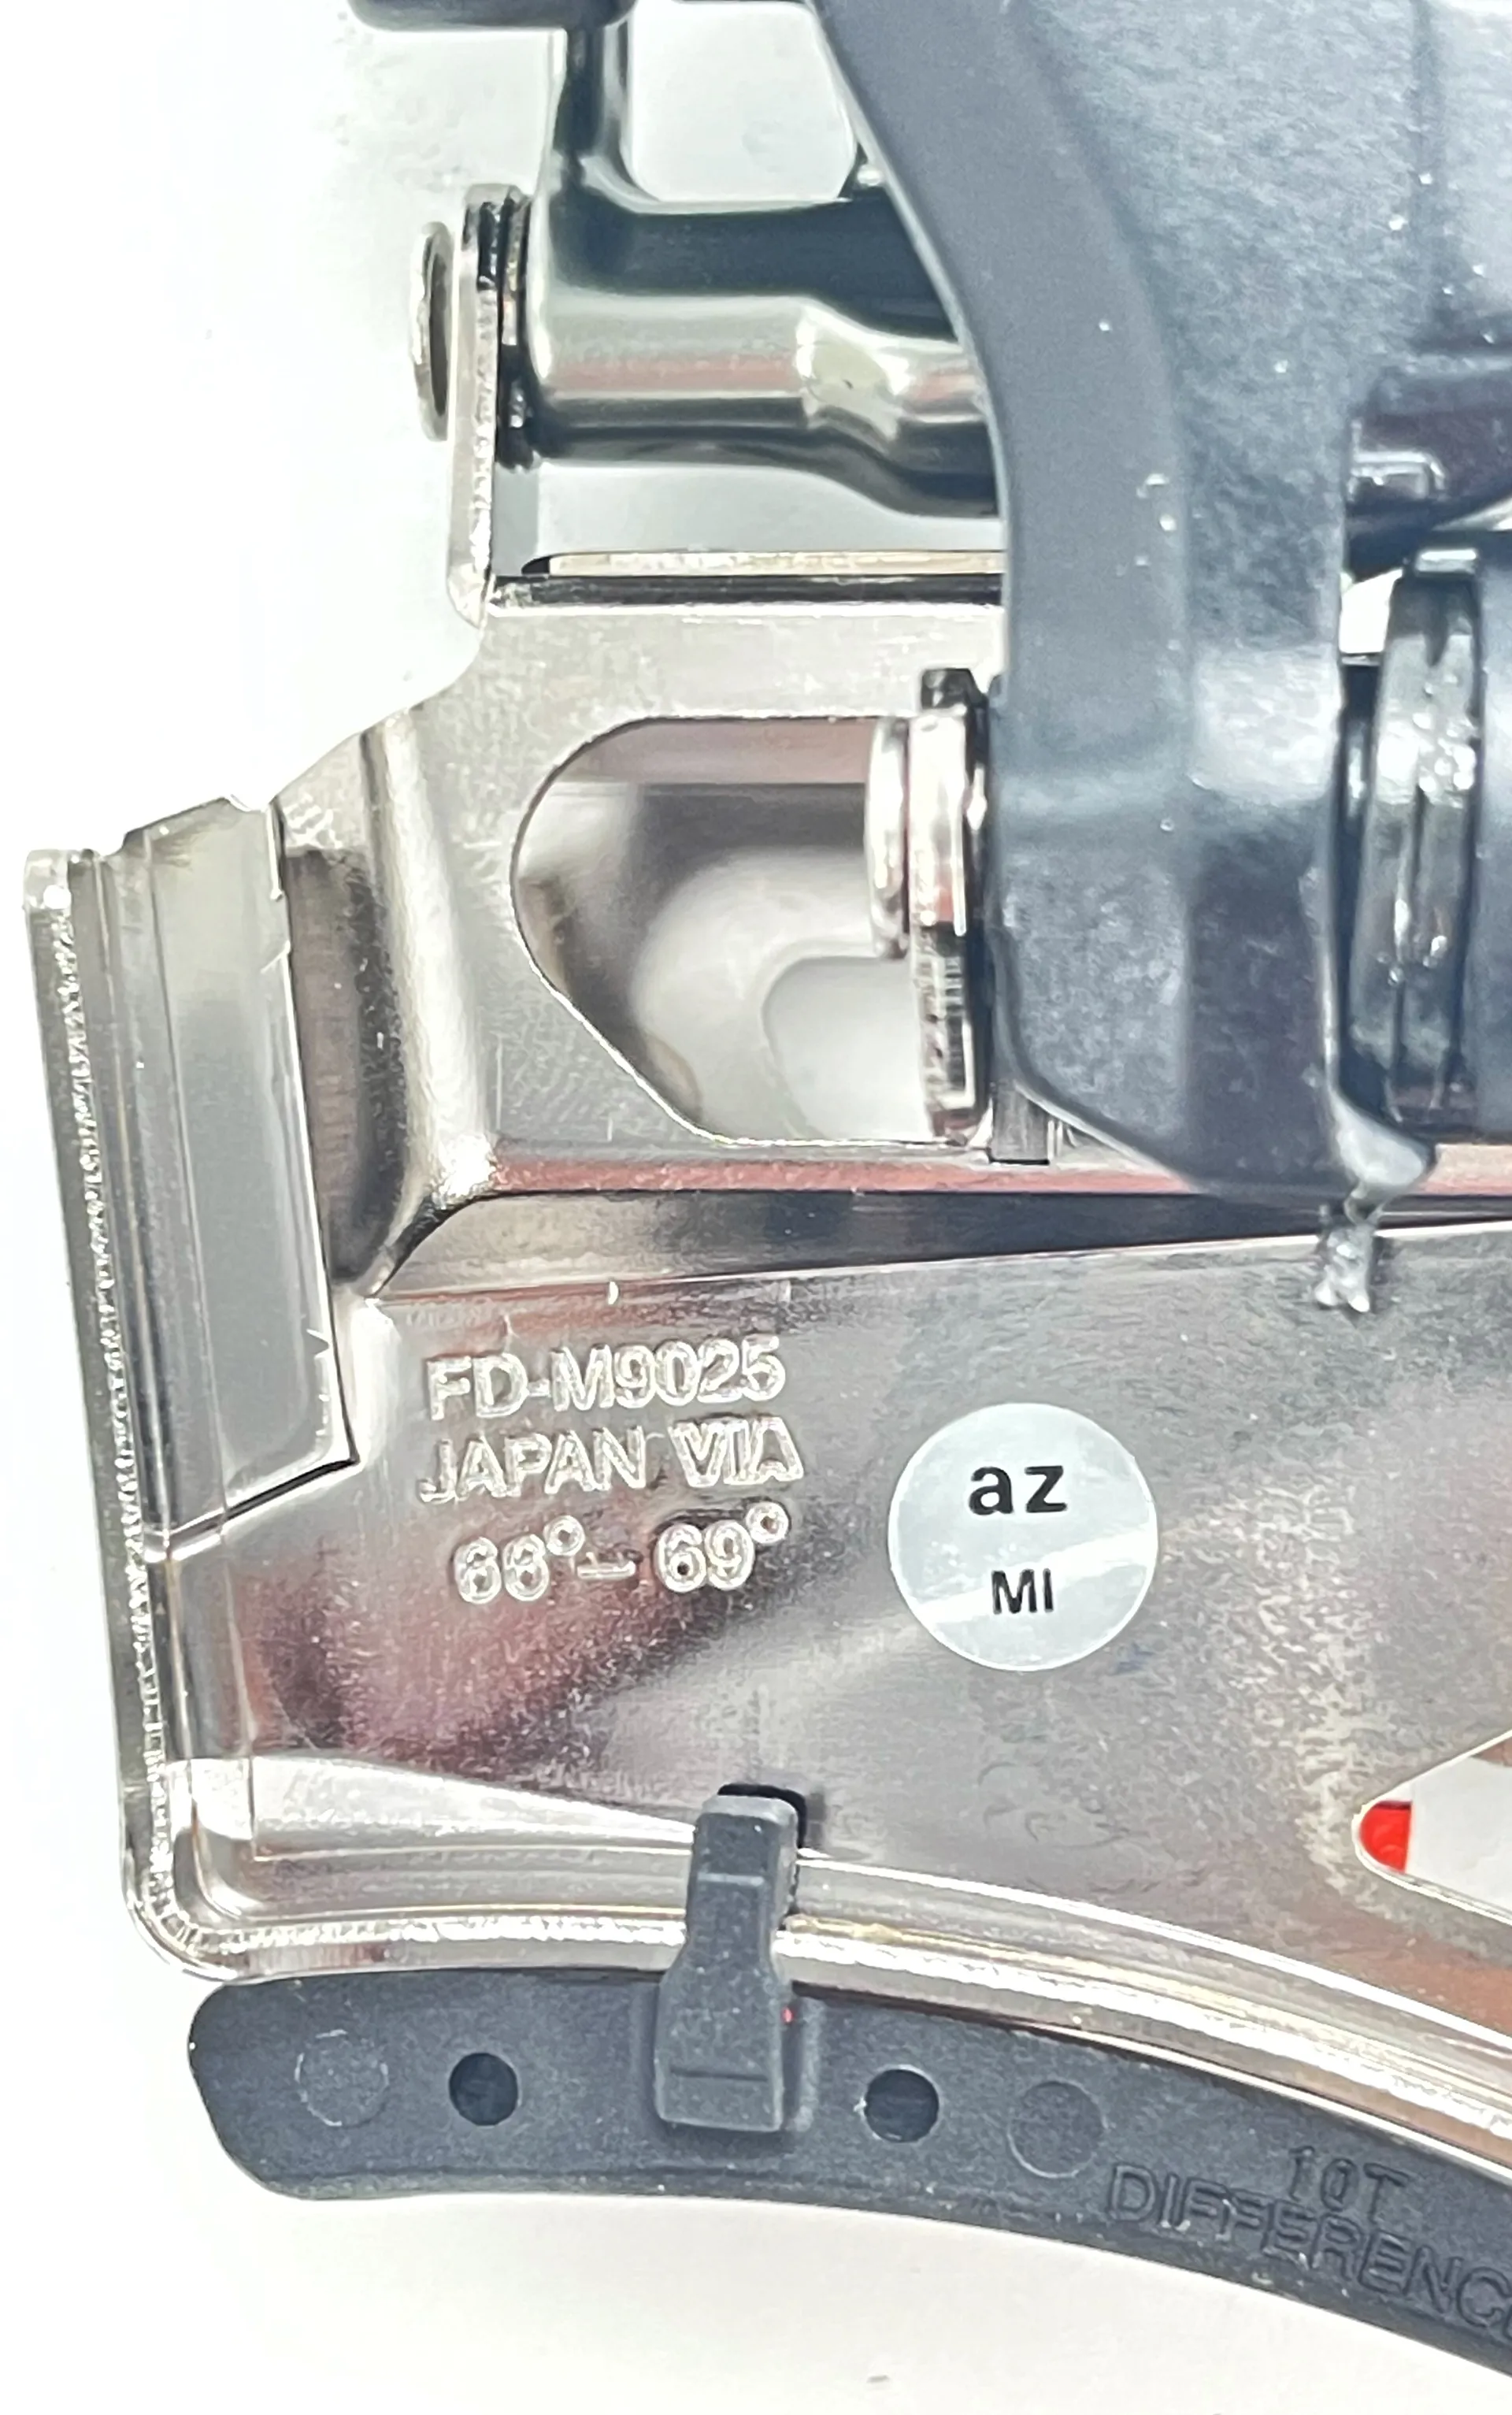 FD-M9025
JAPAN VIA
66°– 69°
az
MI
10T
DIFFERENC